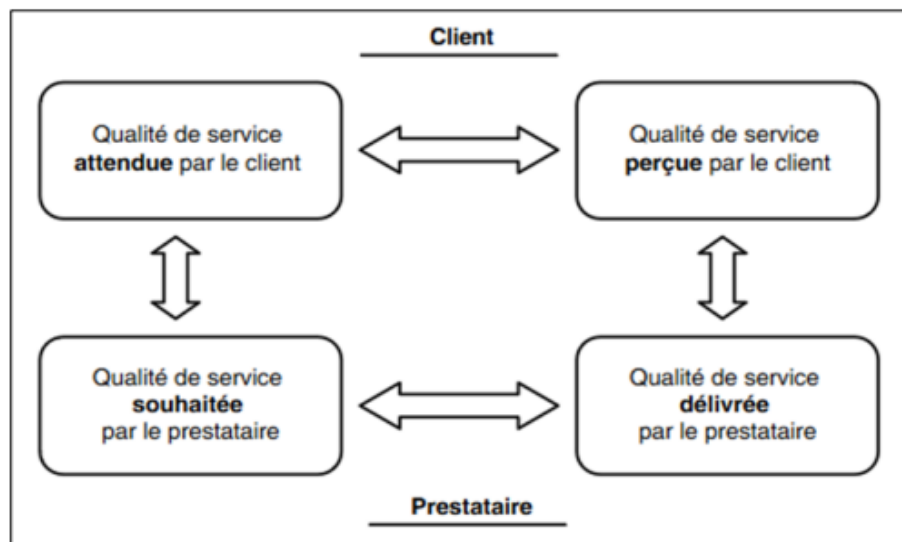 Client
Qualité de service
attendue par le client
Qualité de service
perçue par le client
Qualité de service
souhaitée
par le prestataire
Qualité de service
délivrée
par le prestataire
Prestataire